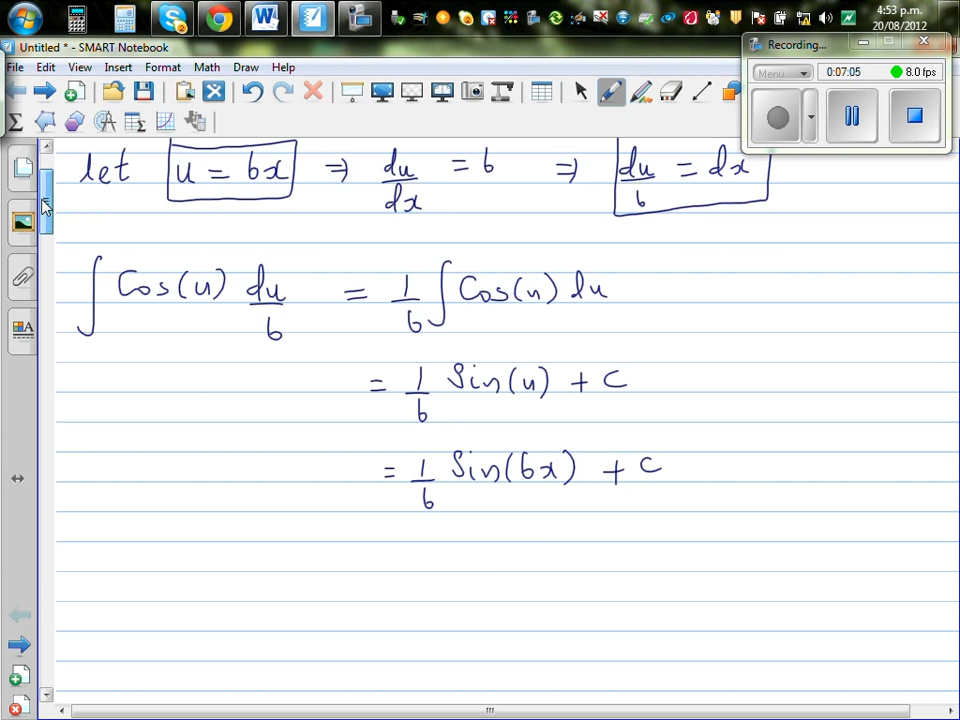 4:53 p.m.
20/08/2012
Untitled * - SMART Notebook
File Edit View Insert Format Math Draw Help
Recording...
Menu 0:07:05 8.0 fps
let u = 6x ⇒ du/dx = 6 ⇒ du/6 = dx
∫ Cos(u) du/6 = 1/6 ∫ Cos(u) du
= 1/6 Sin(u) + C
= 1/6 Sin(6x) + C